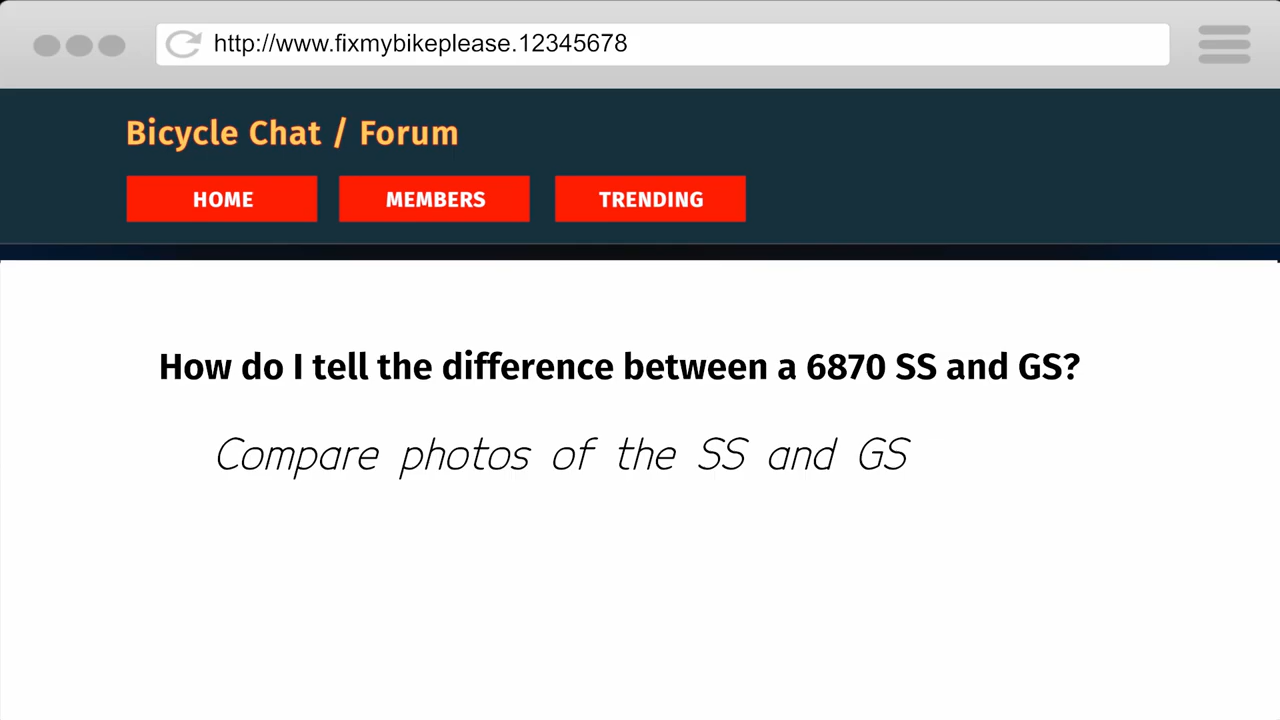 http://www.fixmybikeplease.12345678
Bicycle Chat / Forum
HOME
MEMBERS
TRENDING
How do I tell the difference between a 6870 SS and GS?
Compare photos of the SS and GS